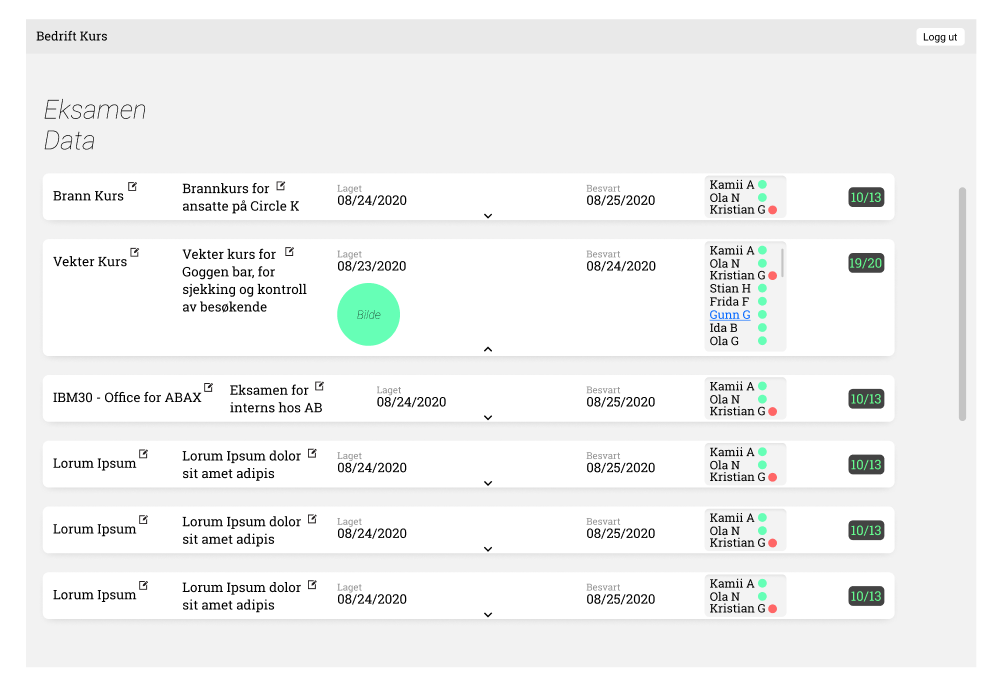 Bedrift Kurs
Logg ut
Eksamen
Data
Brann Kurs
Brannkurs for
ansatte på Circle K
Laget
08/24/2020
Besvart
08/25/2020
Kamii A
Ola N
Kristian G
10/13
Vekter Kurs
Vekter kurs for
Goggen bar, for
sjekking og kontroll
av besøkende
Laget
08/23/2020
Bilde
Besvart
08/24/2020
Kamii A
Ola N
Kristian G
Stian H
Frida F
Gunn G
Ida B
Ola G
19/20
IBM30 - Office for ABAX
Eksamen for
interns hos AB
Laget
08/24/2020
Besvart
08/25/2020
Kamii A
Ola N
Kristian G
10/13
Lorum Ipsum
Lorum Ipsum dolor
sit amet adipis
Laget
08/24/2020
Besvart
08/25/2020
Kamii A
Ola N
Kristian G
10/13
Lorum Ipsum
Lorum Ipsum dolor
sit amet adipis
Laget
08/24/2020
Besvart
08/25/2020
Kamii A
Ola N
Kristian G
10/13
Lorum Ipsum
Lorum Ipsum dolor
sit amet adipis
Laget
08/24/2020
Besvart
08/25/2020
Kamii A
Ola N
Kristian G
10/13